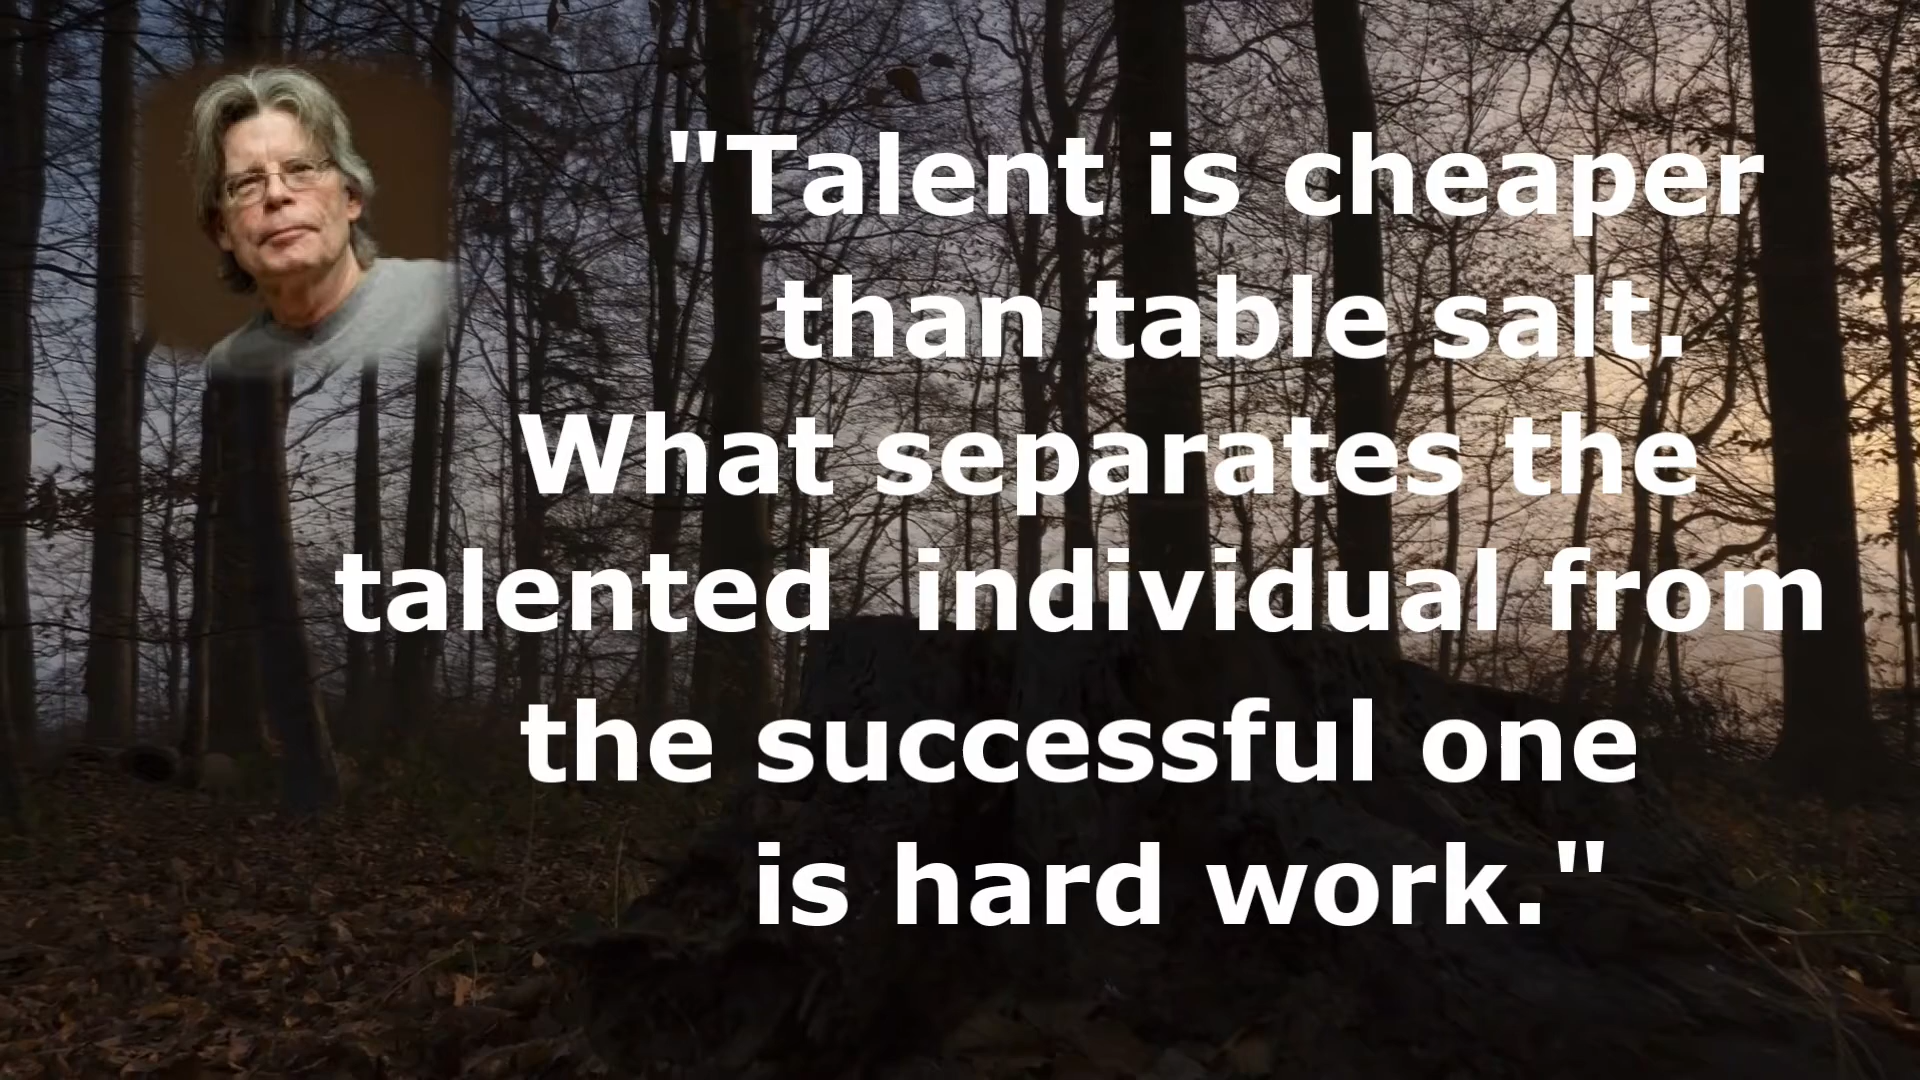 "Talent is cheaper
than table salt.
What separates the
talented  individual from
the successful one
is hard work."